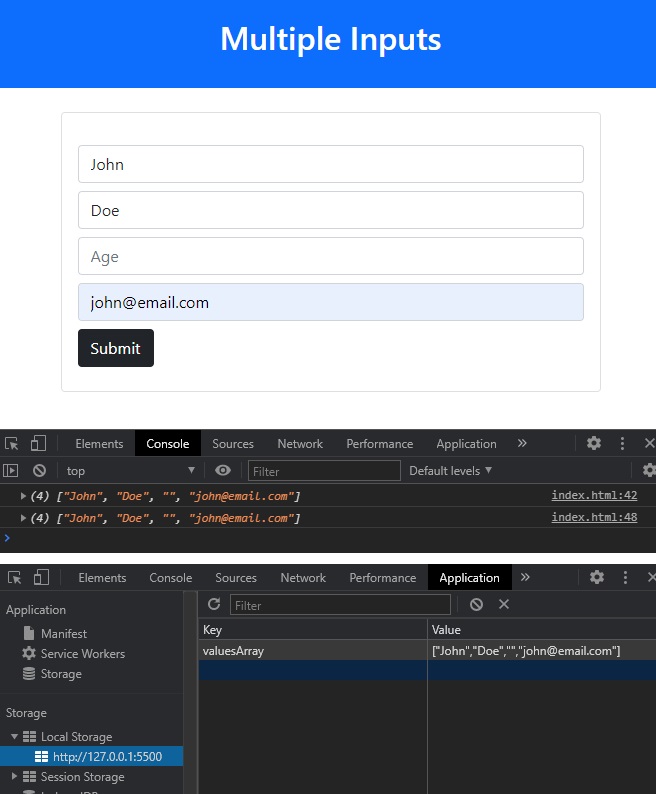 Multiple Inputs
John
Doe
Age
john@email.com
Submit
Elements Console Sources Network Performance Application »
top Filter Default levels
(4) ["John", "Doe", "", "john@email.com"] index.html:42
(4) ["John", "Doe", "", "john@email.com"] index.html:48
Elements Console Sources Network Performance Application »
Application
Filter
Key Value
Manifest
valuesArray ["John","Doe","","john@email.com"]
Service Workers
Storage
Storage
Local Storage
http://127.0.0.1:5500
Session Storage